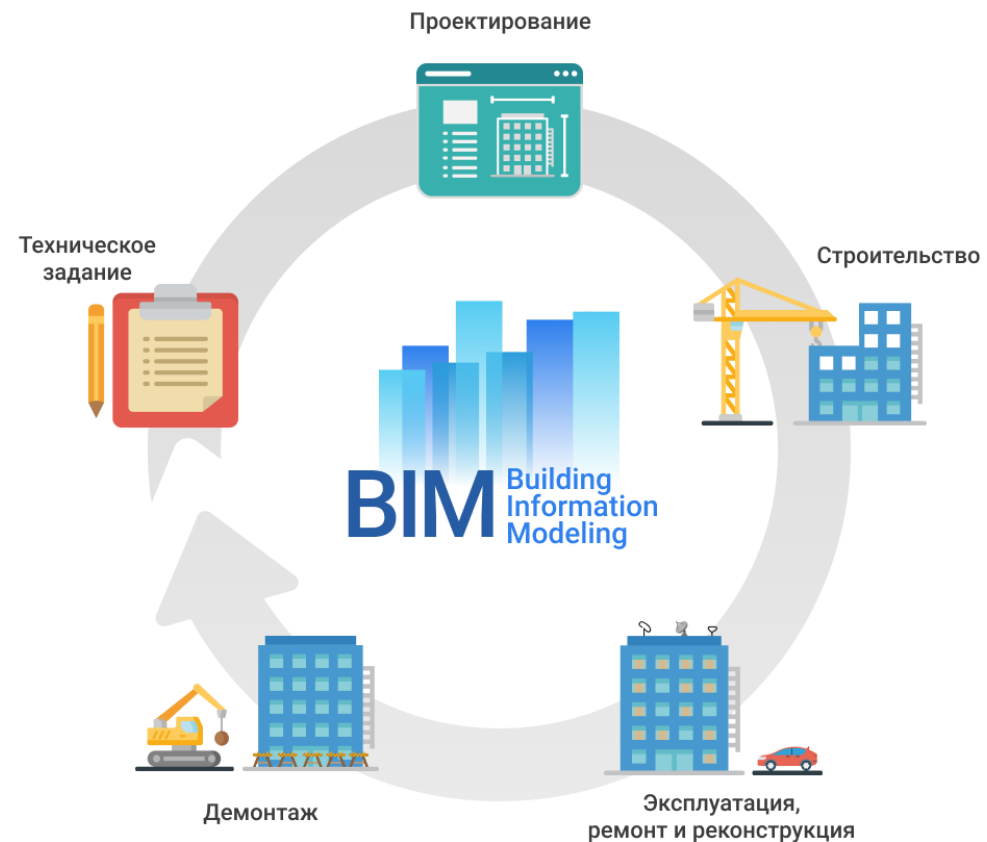 Проектирование
Техническое
задание
Строительство
BIM
Building
Information
Modeling
Демонтаж
Эксплуатация,
ремонт и реконструкция